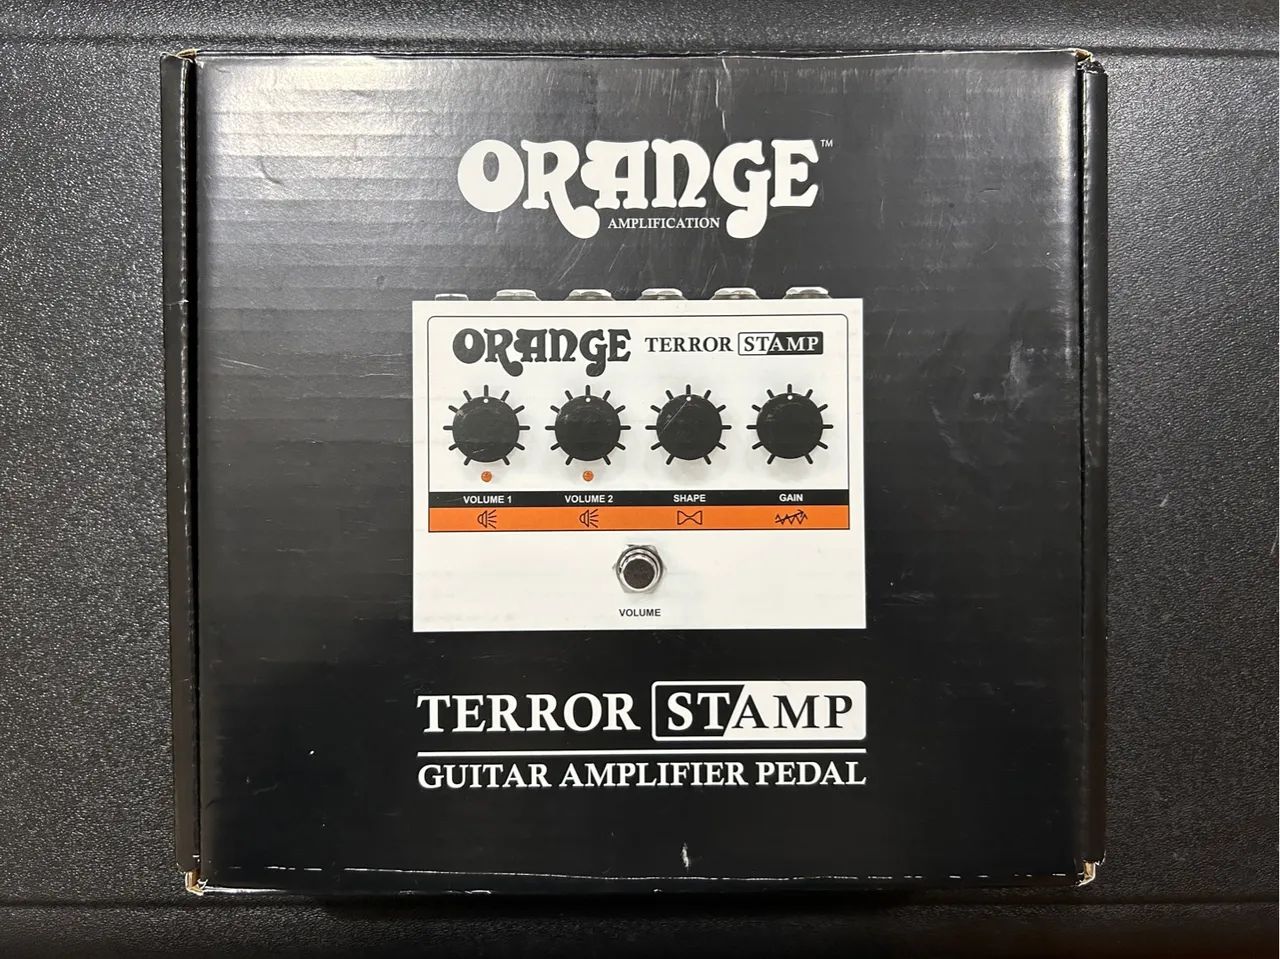 ORANGE™
AMPLIFICATION
ORANGE TERROR STAMP
VOLUME 1 VOLUME 2 SHAPE GAIN
VOLUME
TERROR STAMP
GUITAR AMPLIFIER PEDAL